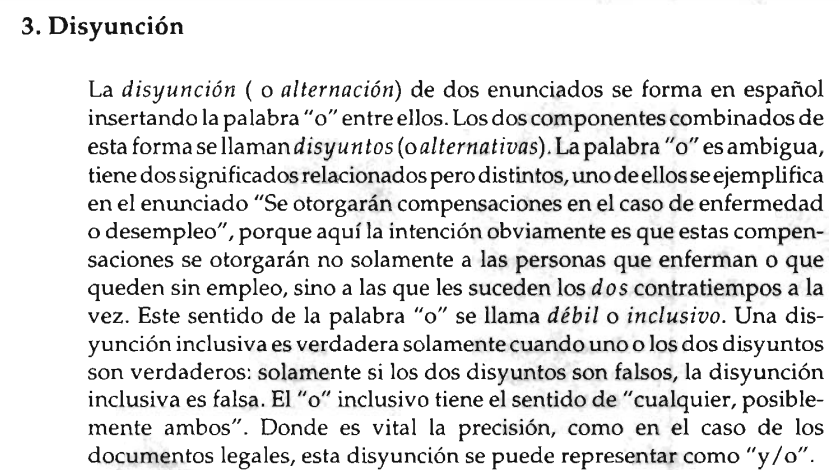 3. Disyunción
La disyunción ( o alternación) de dos enunciados se forma en español
insertando la palabra "o" entre ellos. Los dos componentes combinados de
esta forma se llaman disyuntos (o alternativas). La palabra "o" es ambigua,
tiene dos significados relacionados pero distintos, uno de ellos se ejemplifica
en el enunciado "Se otorgarán compensaciones en el caso de enfermedad
o desempleo", porque aquí la intención obviamente es que estas compen-
saciones se otorgarán no solamente a las personas que enferman o que
queden sin empleo, sino a las que les suceden los dos contratiempos a la
vez. Este sentido de la palabra "o" se llama débil o inclusivo. Una dis-
yunción inclusiva es verdadera solamente cuando uno o los dos disyuntos
son verdaderos: solamente si los dos disyuntos son falsos, la disyunción
inclusiva es falsa. El "o" inclusivo tiene el sentido de "cualquier, posible-
mente ambos". Donde es vital la precisión, como en el caso de los
documentos legales, esta disyunción se puede representar como "y/o".